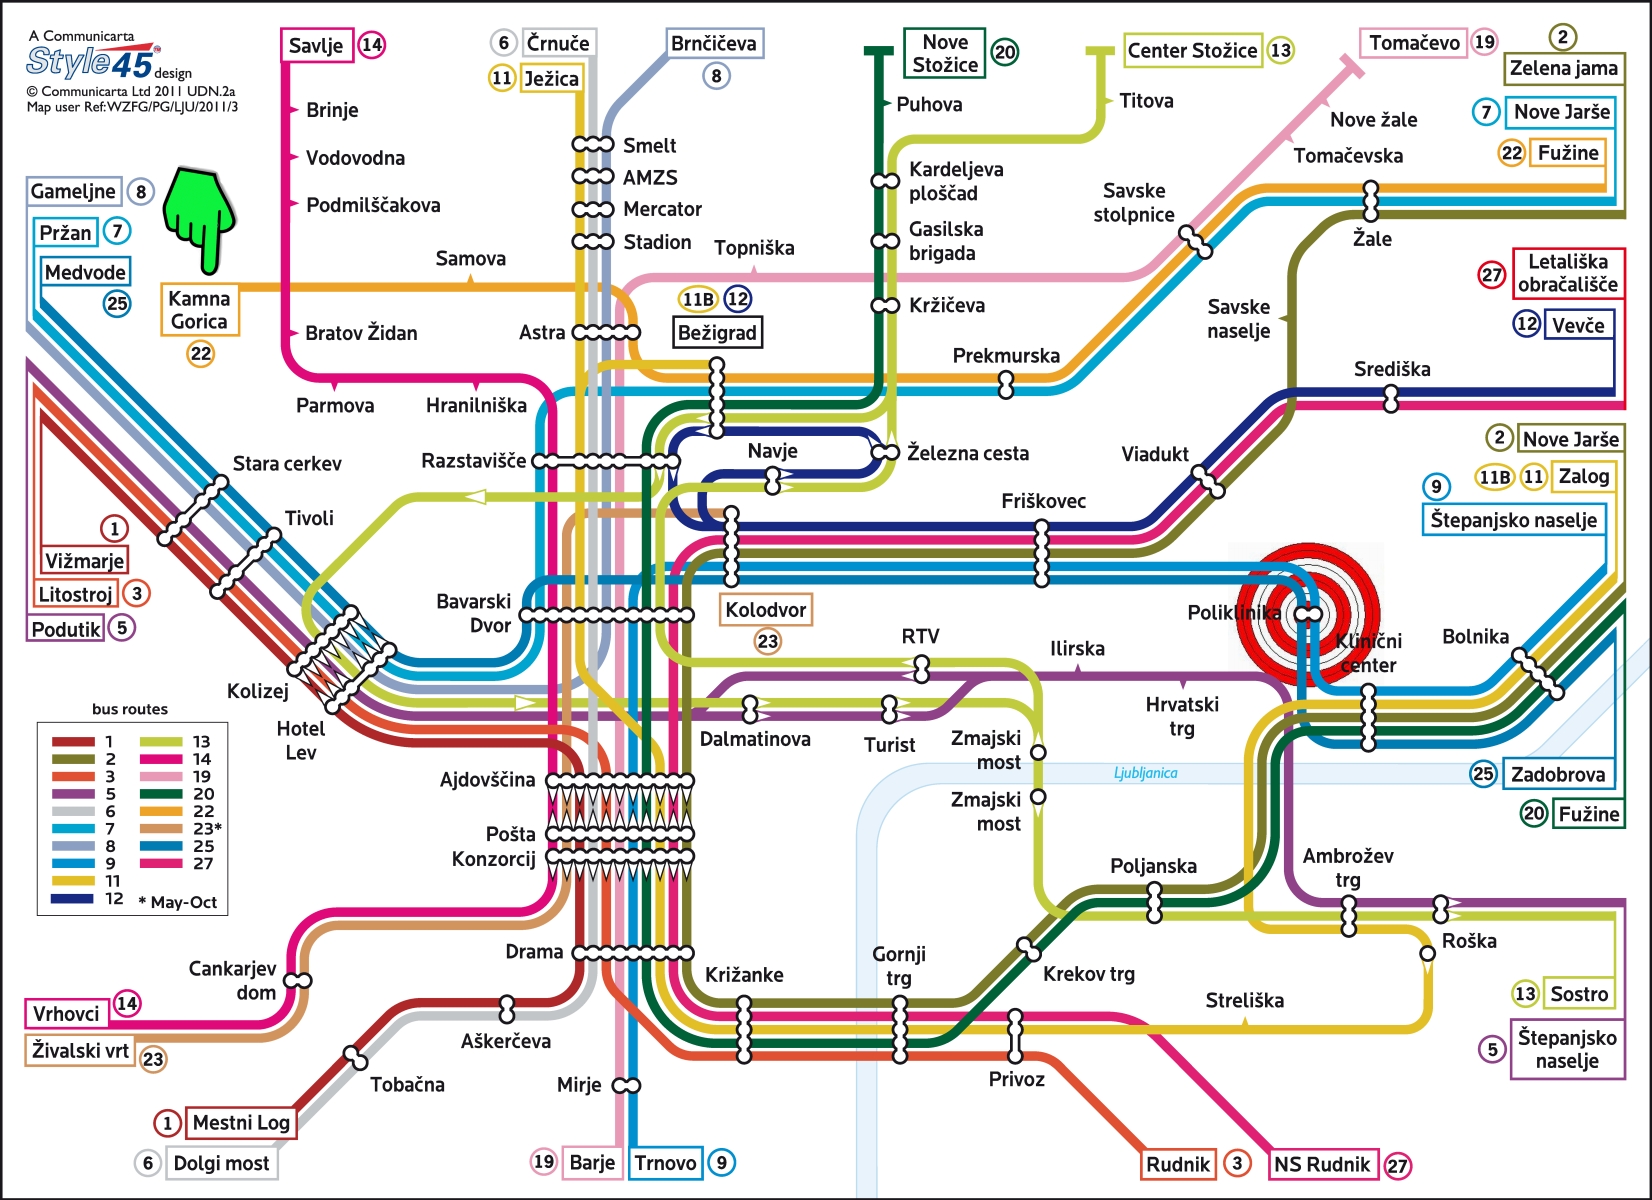 A Communicarta
Style45™
design
© Communicarta Ltd 2011 UDN.2a
Map user Ref:WZFG/PG/LJU/2011/3
Savlje 14
6 Črnuče
11 Ježica
Brnčičeva
8
Nove
Stožice
20
Center Stožice 13
Tomačevo 19
2
Zelena jama
7 Nove Jarše
22 Fužine
Brinje
Vodovodna
Podmilščakova
Bratov Židan
Parmova
Hranilniška
Smelt
AMZS
Mercator
Stadion
Puhova
Titova
Kardeljeva
ploščad
Gasilska
brigada
Kržičeva
Nove žale
Tomačevska
Savske
stolpnice
Žale
Gameljne 8
Pržan 7
Medvode
25
Kamna
Gorica
22
Samova
Topniška
Astra
11B 12
Bežigrad
Prekmurska
Savske
naselje
27
Letališka
obračališče
12 Vevče
Središka
Stara cerkev
Tivoli
Razstavišče
Navje
Železna cesta
Viadukt
Friškovec
2 Nove Jarše
11B 11 Zalog
9
Štepanjsko naselje
1
Vižmarje
Litostroj 3
Podutik 5
Bavarski
Dvor
Kolodvor
23
Poliklinika
Klinični
center
Bolnika
Kolizej
Hotel
Lev
RTV
Ilirska
Hrvatski
trg
Dalmatinova
Turist
Zmajski
most
Zmajski
most
Ljubljanica
25 Zadobrova
20 Fužine
bus routes
1 13
2 14
3 19
5 20
6 22
7 23*
8 25
9 27
11
12 * May-Oct
Ajdovščina
Pošta
Konzorcij
Poljanska
Ambrožev
trg
Roška
Drama
Križanke
Gornji
trg
Krekov trg
Streliška
Privoz
Cankarjev
dom
Vrhovci 14
Živalski vrt 23
Aškerčeva
Tobačna
Mirje
1 Mestni Log
6 Dolgi most
19 Barje
Trnovo 9
13 Sostro
5
Štepanjsko
naselje
Rudnik 3
NS Rudnik 27